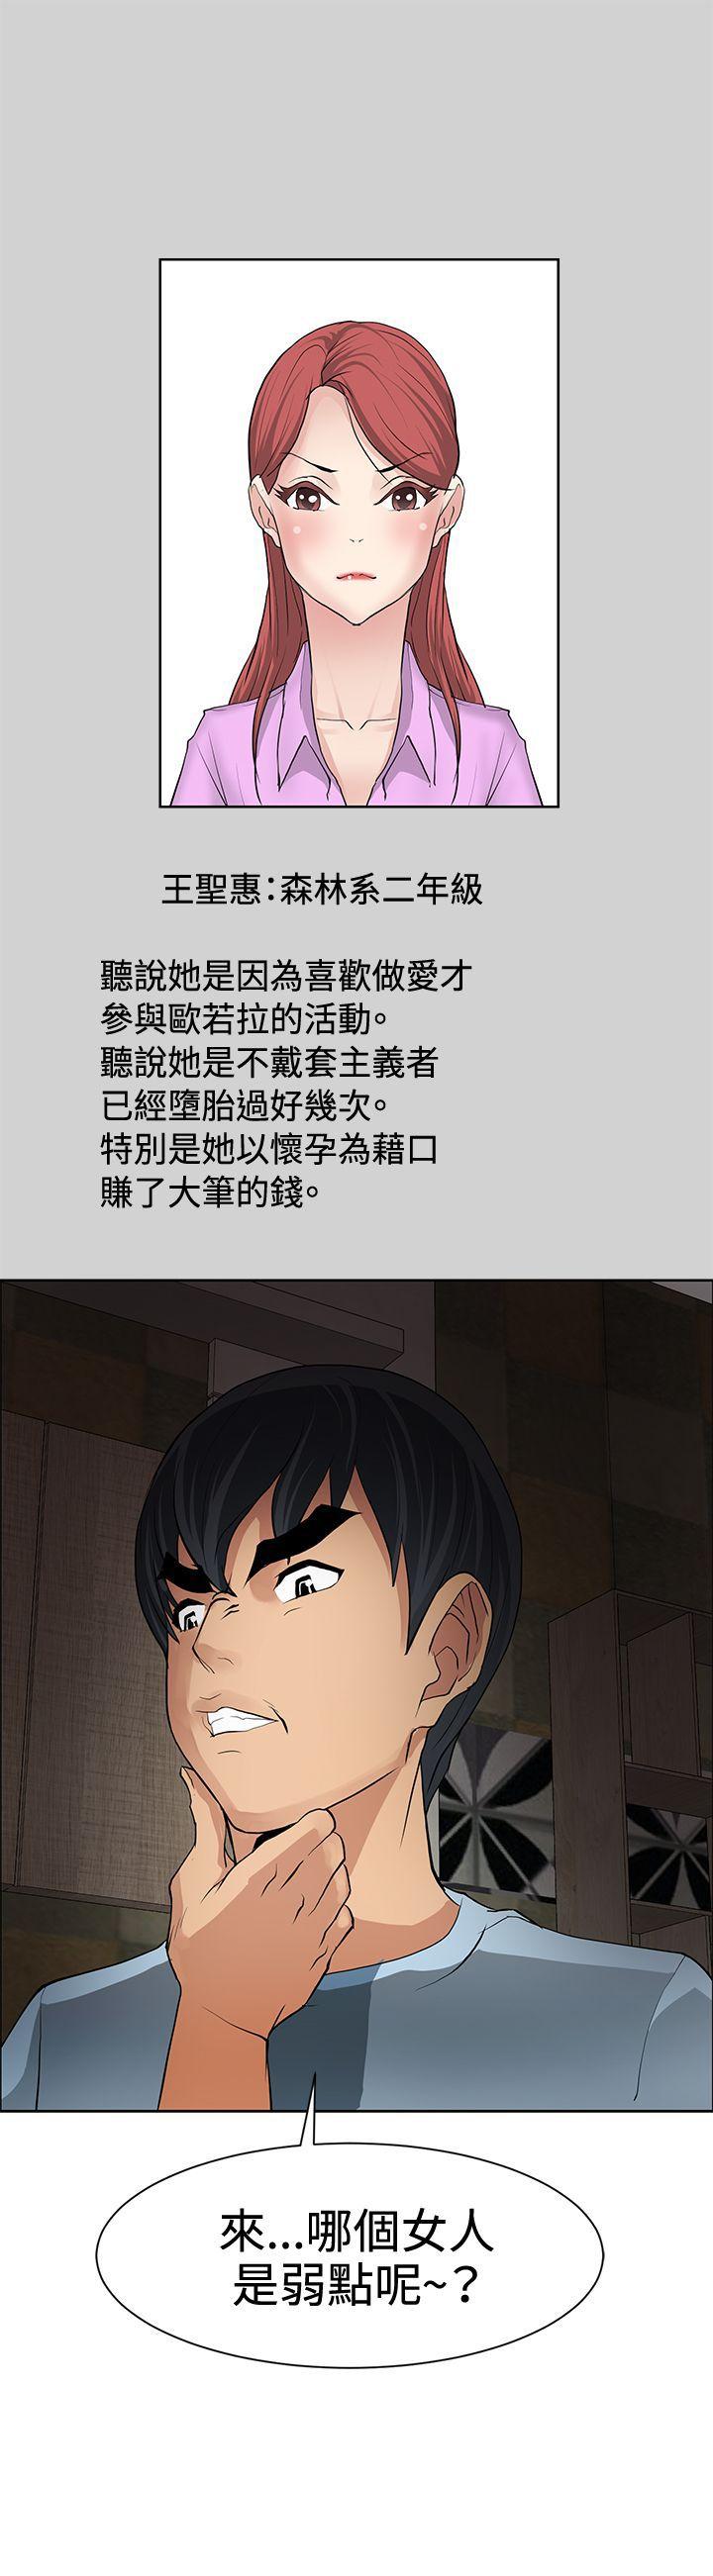 王聖惠:森林系二年級
聽說她是因為喜歡做愛才
參與歐若拉的活動。
聽說她是不戴套主義者
已經墮胎過好幾次。
特別是她以懷孕為藉口
賺了大筆的錢。
來...哪個女人
是弱點呢~?